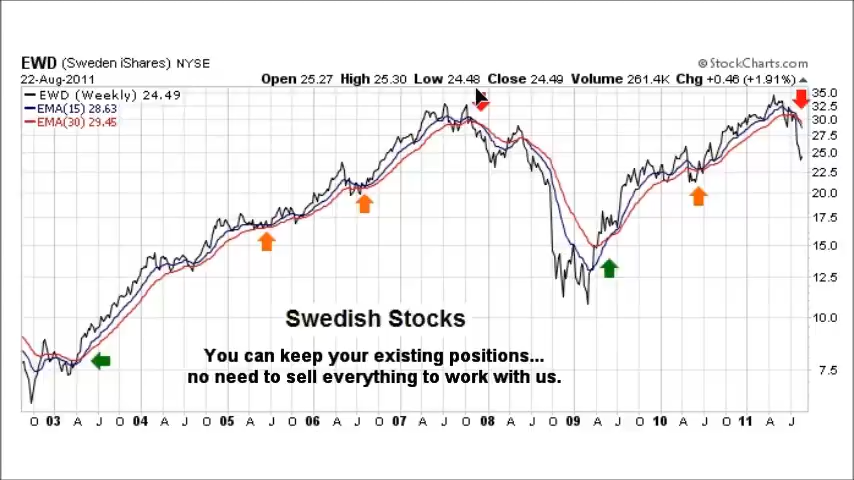 EWD (Sweden iShares) NYSE
© StockCharts.com
22-Aug-2011
Open 25.27 High 25.30 Low 24.48 Close 24.49 Volume 261.4K Chg +0.46 (+1.91%)
EWD (Weekly) 24.49
EMA(15) 28.63
EMA(30) 29.45
35.0
32.5
30.0
27.5
25.0
22.5
20.0
17.5
15.0
12.5
10.0
7.5
Swedish Stocks
You can keep your existing positions...
no need to sell everything to work with us.
O 03 A J O 04 A J O 05 A J O 06 A J O 07 A J O 08 A J O 09 A J O 10 A J O 11 A J